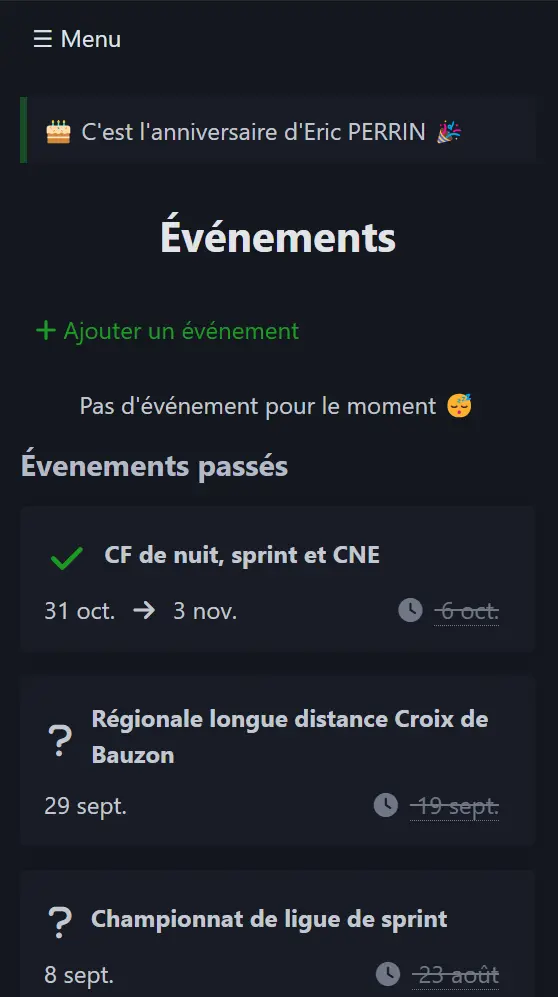 ☰ Menu
🎂 C'est l'anniversaire d'Eric PERRIN 🎉
Événements
+ Ajouter un événement
Pas d'événement pour le moment 😴
Évenements passés
CF de nuit, sprint et CNE
31 oct. → 3 nov. 6 oct.
? Régionale longue distance Croix de
Bauzon
29 sept. 19 sept.
? Championnat de ligue de sprint
8 sept. 23 août